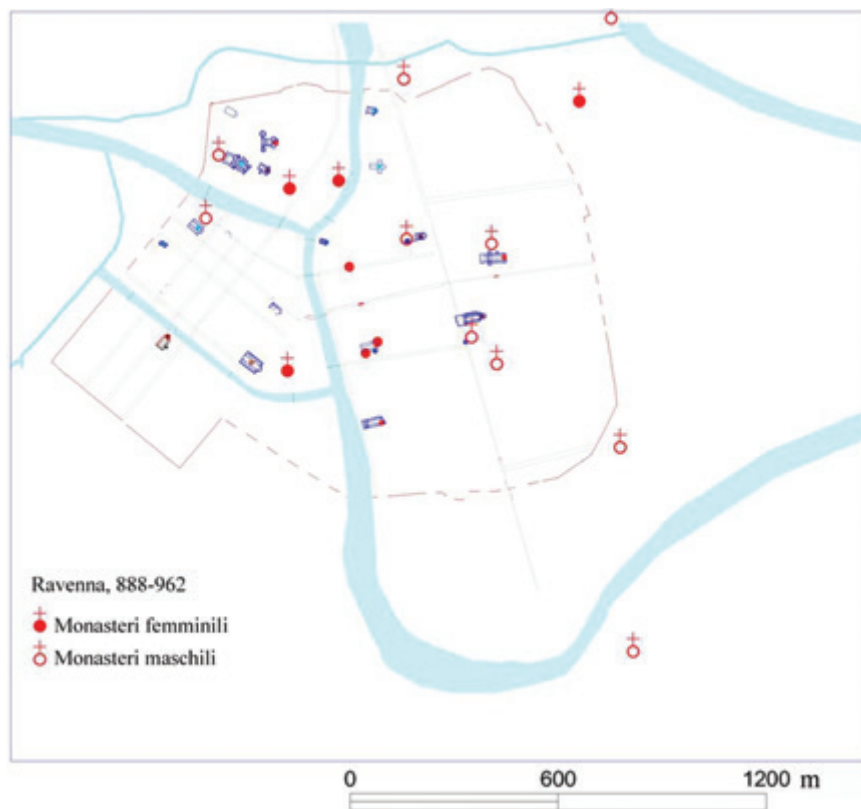 Ravenna, 888-962
Monasteri femminili
Monasteri maschili
0 600 1200 m